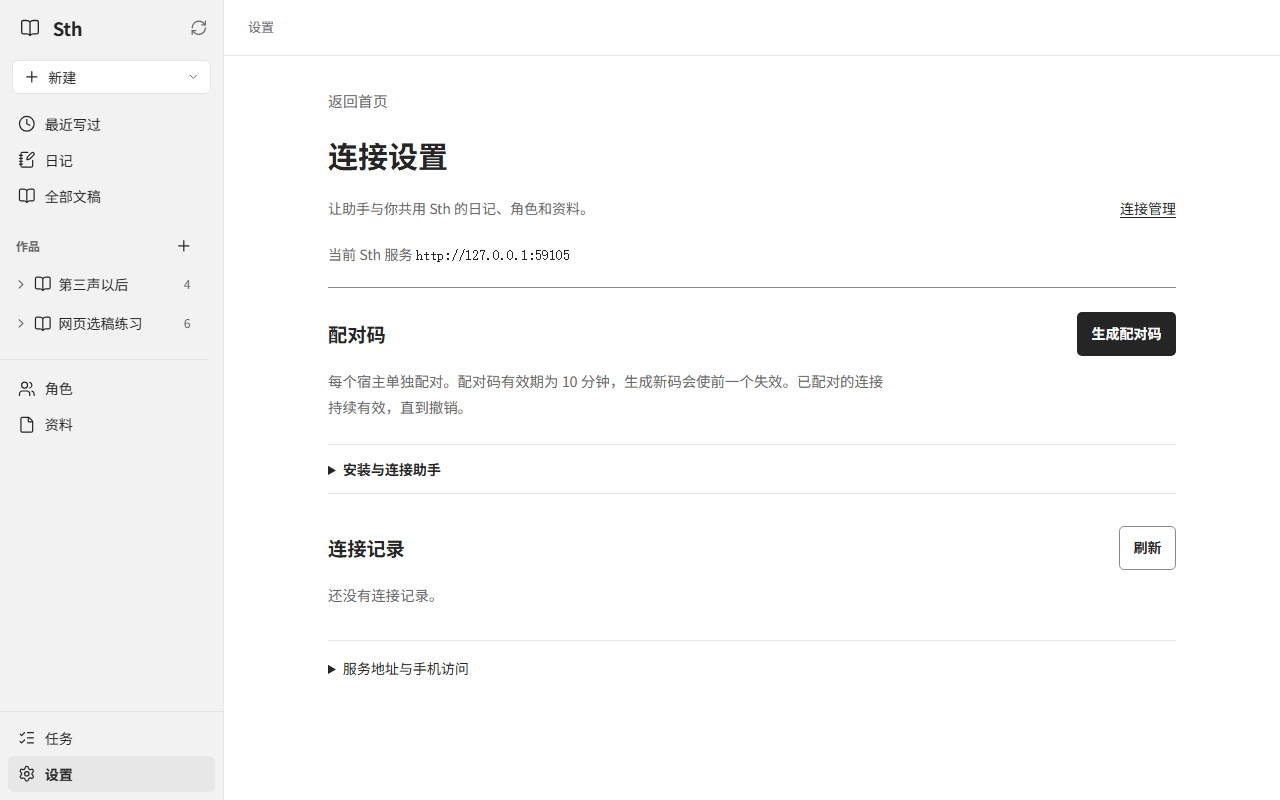 Sth
新建
最近写过
日记
全部文稿
作品
第三声以后 4
网页选稿练习 6
角色
资料
任务
设置
设置
返回首页
连接设置
让助手与你共用 Sth 的日记、角色和资料。
连接管理
当前 Sth 服务 http://127.0.0.1:59105
配对码
生成配对码
每个宿主单独配对。配对码有效期为 10 分钟，生成新码会使前一个失效。已配对的连接
持续有效，直到撤销。
安装与连接助手
连接记录
刷新
还没有连接记录。
服务地址与手机访问